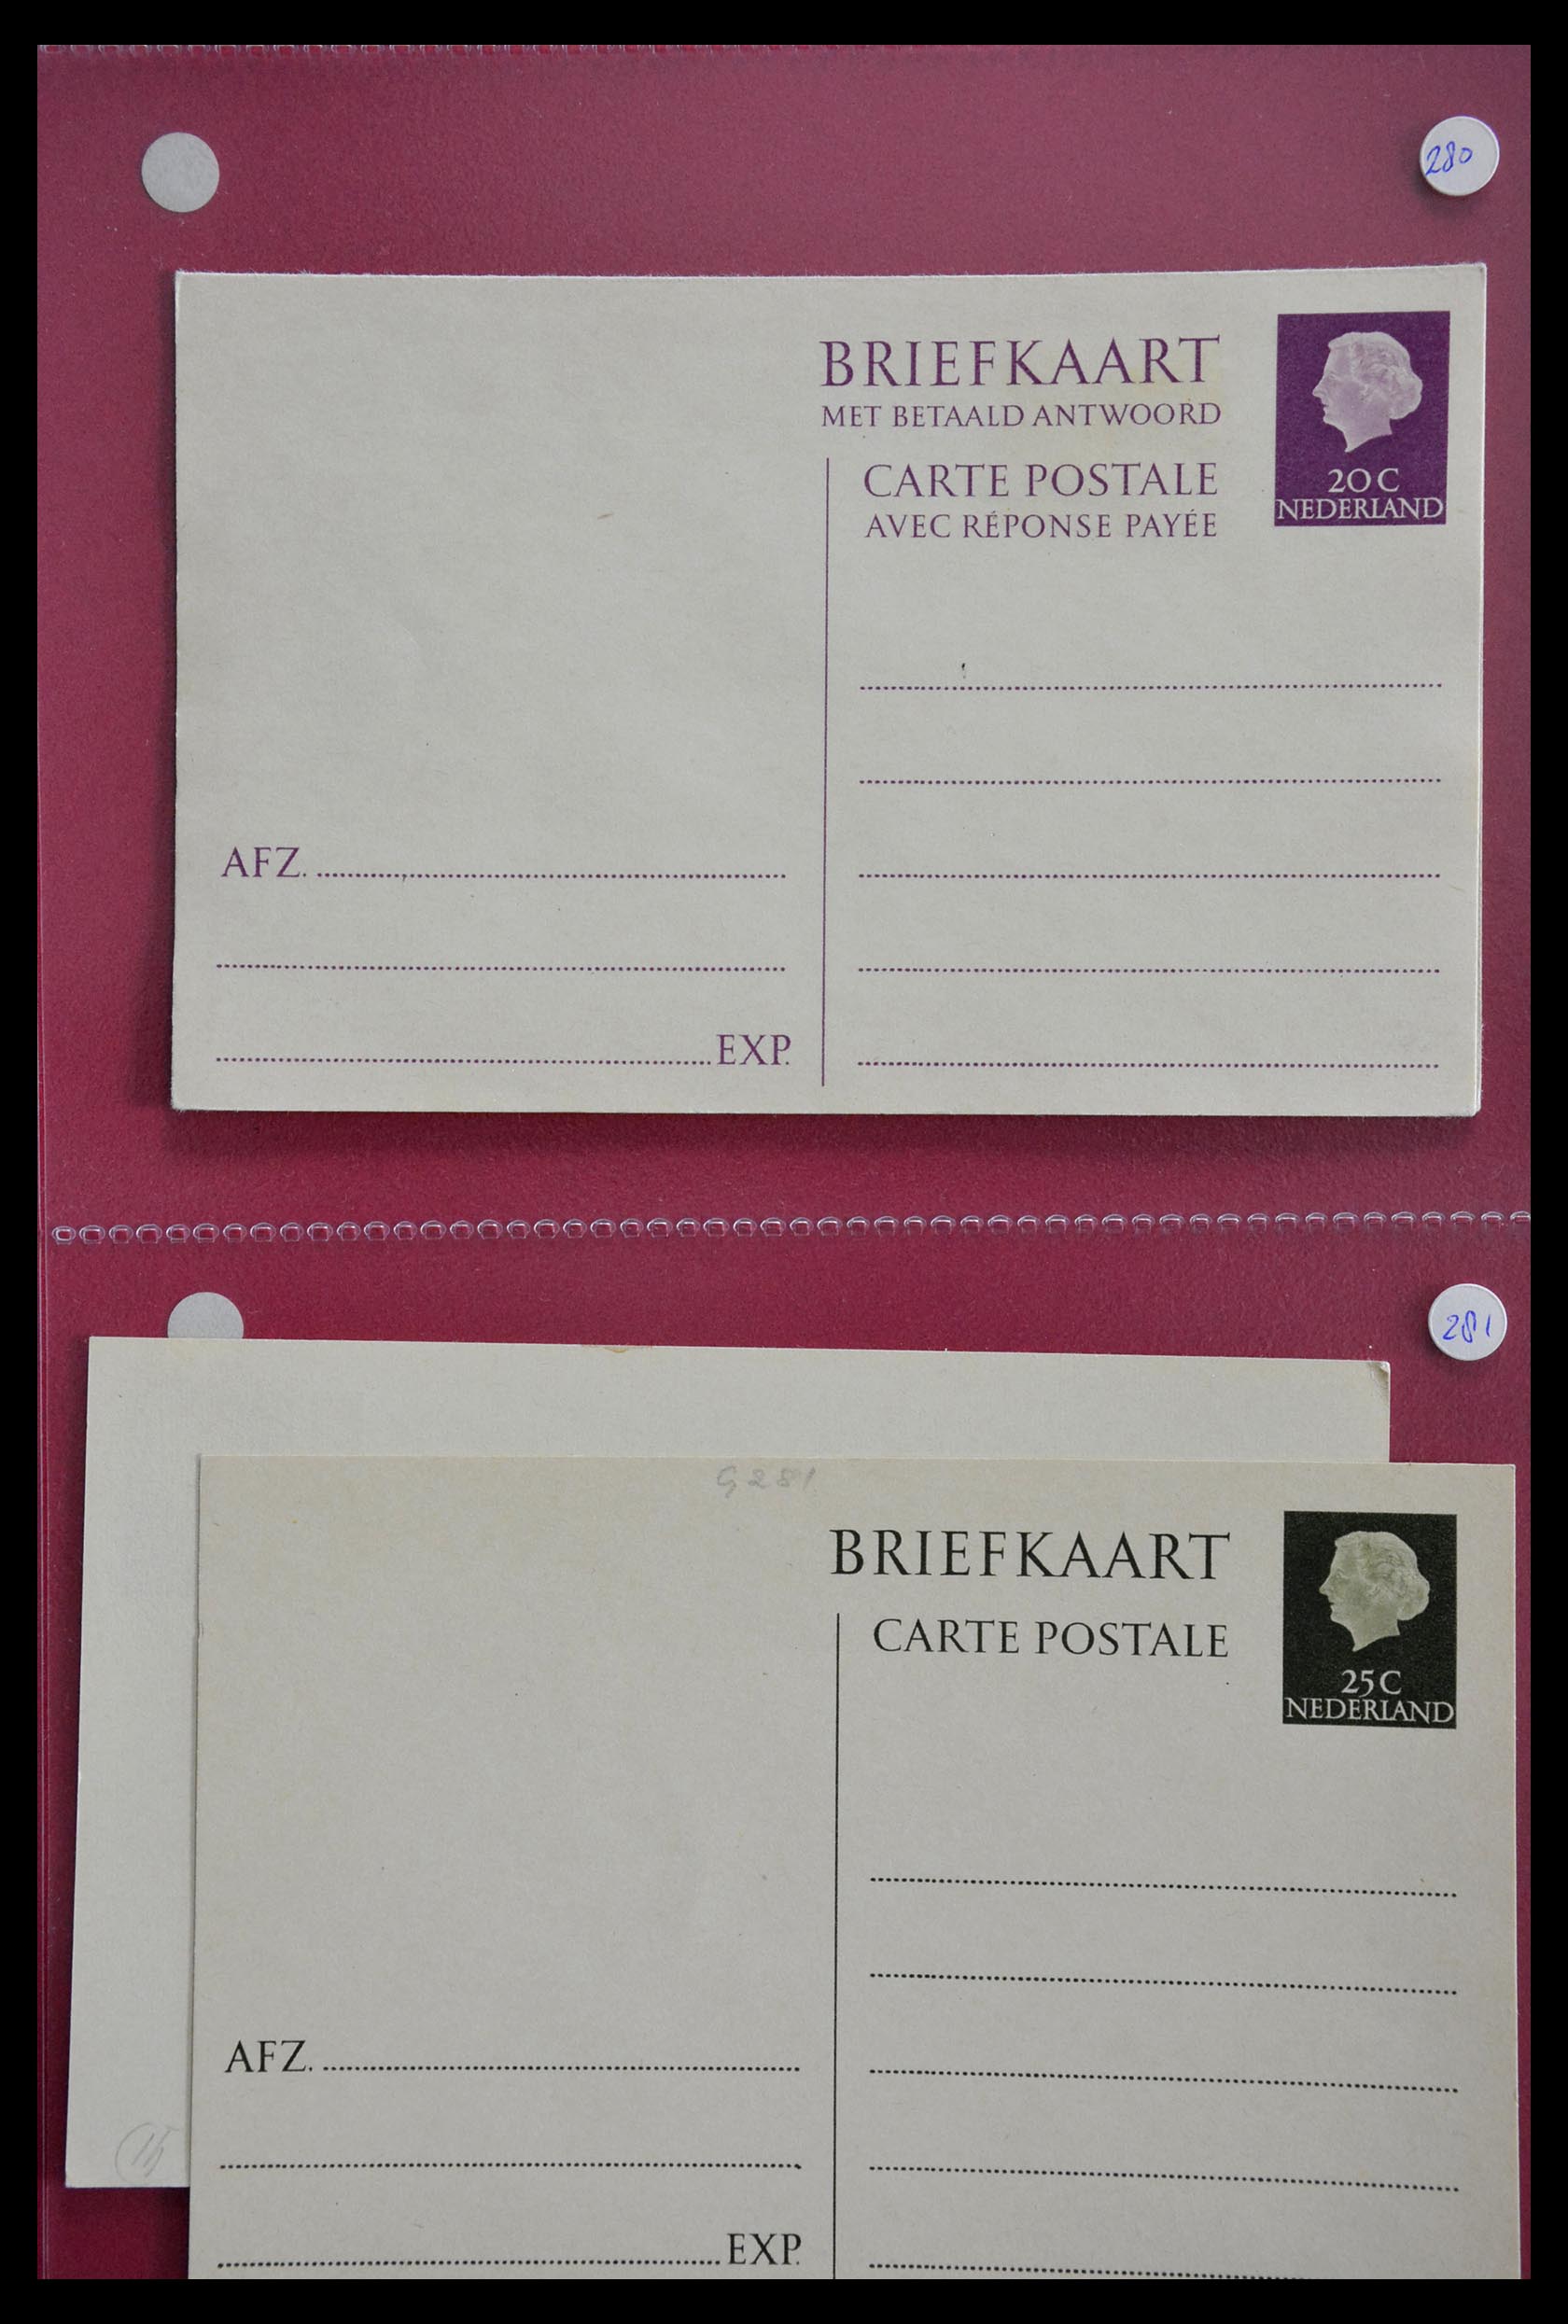 280
BRIEFKAART
MET BETAALD ANTWOORD
CARTE POSTALE
AVEC RÉPONSE PAYÉE
20 C
NEDERLAND
AFZ.
EXP.
281
G 281
BRIEFKAART
CARTE POSTALE
25 C
NEDERLAND
AFZ.
EXP.